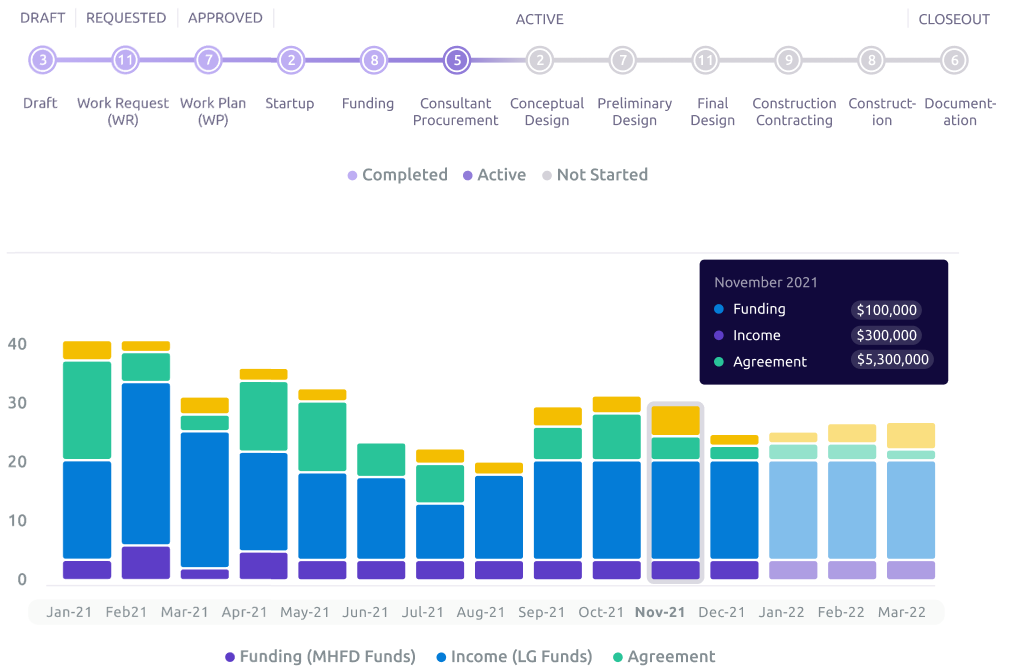 DRAFT REQUESTED APPROVED ACTIVE CLOSEOUT
3 11 7 2 8 5 2 7 11 9 8 6
Draft Work Request Work Plan Startup Funding Consultant Conceptual Preliminary Final Construction Construct- Document-
(WR) (WP) Procurement Design Design Design Contracting ion ation
Completed Active Not Started
November 2021
Funding $100,000
Income $300,000
Agreement $5,300,000
40
30
20
10
0
Jan-21 Feb21 Mar-21 Apr-21 May-21 Jun-21 Jul-21 Aug-21 Sep-21 Oct-21 Nov-21 Dec-21 Jan-22 Feb-22 Mar-22
Funding (MHFD Funds) Income (LG Funds) Agreement